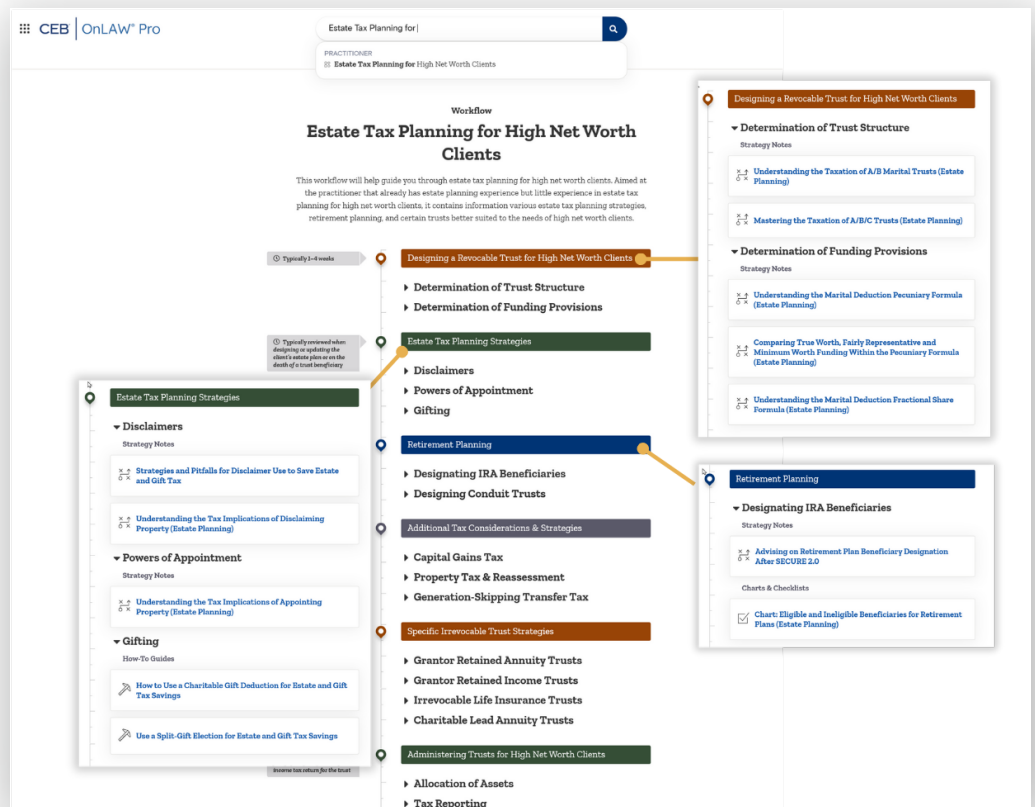 CEB OnLAW® Pro
Estate Tax Planning for
PRACTITIONER
Estate Tax Planning for High Net Worth Clients
Workflow
Estate Tax Planning for High Net Worth
Clients
This workflow will help guide you through estate tax planning for high net worth clients. Aimed at
the practitioner that already has estate planning experience but little experience in estate tax
planning for high net worth clients, it contains information various estate tax planning strategies,
retirement planning, and certain trusts better suited to the needs of high net worth clients.
Typically 1–4 weeks
Designing a Revocable Trust for High Net Worth Clients
Determination of Trust Structure
Determination of Funding Provisions
Typically reviewed when
designing or updating the
client's estate plan or on the
death of a trust beneficiary
Estate Tax Planning Strategies
Disclaimers
Powers of Appointment
Gifting
Retirement Planning
Designating IRA Beneficiaries
Designing Conduit Trusts
Additional Tax Considerations & Strategies
Capital Gains Tax
Property Tax & Reassessment
Generation-Skipping Transfer Tax
Specific Irrevocable Trust Strategies
Grantor Retained Annuity Trusts
Grantor Retained Income Trusts
Irrevocable Life Insurance Trusts
Charitable Lead Annuity Trusts
Administering Trusts for High Net Worth Clients
income tax return for the trust
Allocation of Assets
Tax Reporting
Estate Tax Planning Strategies
Disclaimers
Strategy Notes
Strategies and Pitfalls for Disclaimer Use to Save Estate
and Gift Tax
Understanding the Tax Implications of Disclaiming
Property (Estate Planning)
Powers of Appointment
Strategy Notes
Understanding the Tax Implications of Appointing
Property (Estate Planning)
Gifting
How-To Guides
How to Use a Charitable Gift Deduction for Estate and Gift
Tax Savings
Use a Split-Gift Election for Estate and Gift Tax Savings
Designing a Revocable Trust for High Net Worth Clients
Determination of Trust Structure
Strategy Notes
Understanding the Taxation of A/B Marital Trusts (Estate
Planning)
Mastering the Taxation of A/B/C Trusts (Estate Planning)
Determination of Funding Provisions
Strategy Notes
Understanding the Marital Deduction Pecuniary Formula
(Estate Planning)
Comparing True Worth, Fairly Representative and
Minimum Worth Funding Within the Pecuniary Formula
(Estate Planning)
Understanding the Marital Deduction Fractional Share
Formula (Estate Planning)
Retirement Planning
Designating IRA Beneficiaries
Strategy Notes
Advising on Retirement Plan Beneficiary Designation
After SECURE 2.0
Charts & Checklists
Chart: Eligible and Ineligible Beneficiaries for Retirement
Plans (Estate Planning)